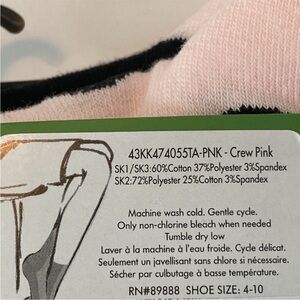 43KK474055TA-PNK - Crew Pink
SK1/SK3:60%Cotton 37%Polyester 3%Spandex
SK2:72%Polyester 25%Cotton 3%Spandex
Machine wash cold. Gentle cycle.
Only non-chlorine bleach when needed
Tumble dry low
Laver à la machine à l'eau froide. Cycle délicat.
Seulement un javellisant sans chlore si nécessaire.
Sécher par culbutage à basse température.
RN#89888 SHOE SIZE: 4-10